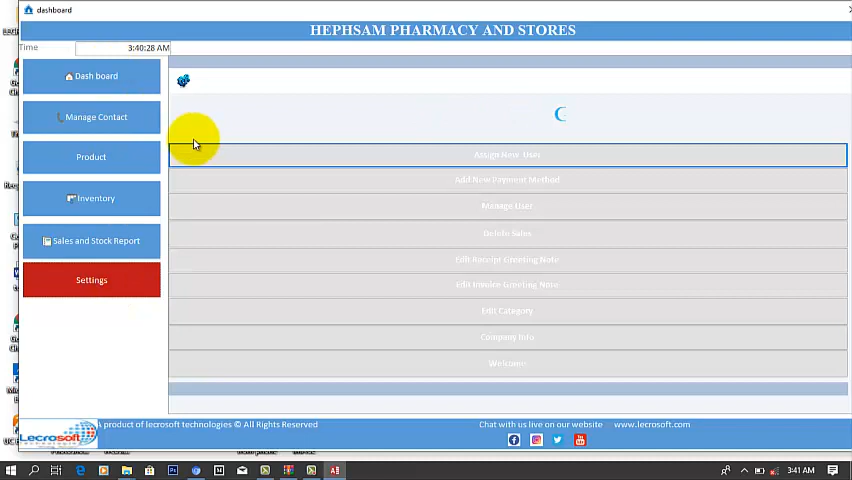 dashboard
HEPHSAM PHARMACY AND STORES
Time 3:40:28 AM
Dash board
Manage Contact
Product
Inventory
Sales and Stock Report
Settings
Assign New User
Add New Payment Method
Manage User
Delete Sales
Edit Receipt Greeting Note
Edit Invoice Greeting Note
Edit Category
Company Info
Welcome
Lecrosoft
A product of lecrosoft technologies © All Rights Reserved
Chat with us live on our website www.lecrosoft.com
3:41 AM